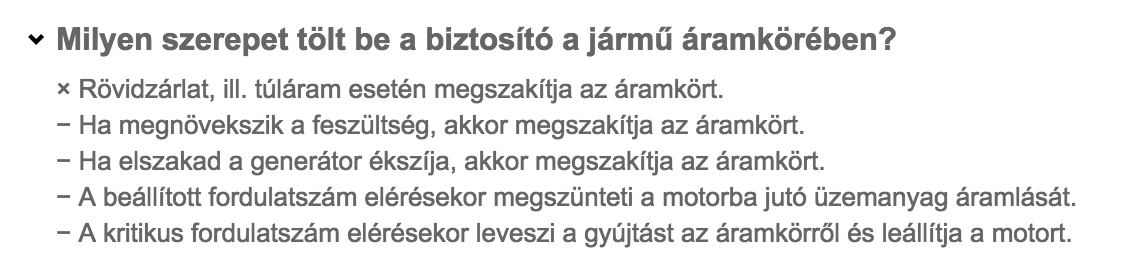 Milyen szerepet tölt be a biztosító a jármű áramkörében?
× Rövidzárlat, ill. túláram esetén megszakítja az áramkört.
− Ha megnövekszik a feszültség, akkor megszakítja az áramkört.
− Ha elszakad a generátor ékszíja, akkor megszakítja az áramkört.
− A beállított fordulatszám elérésekor megszünteti a motorba jutó üzemanyag áramlását.
− A kritikus fordulatszám elérésekor leveszi a gyújtást az áramkörről és leállítja a motort.